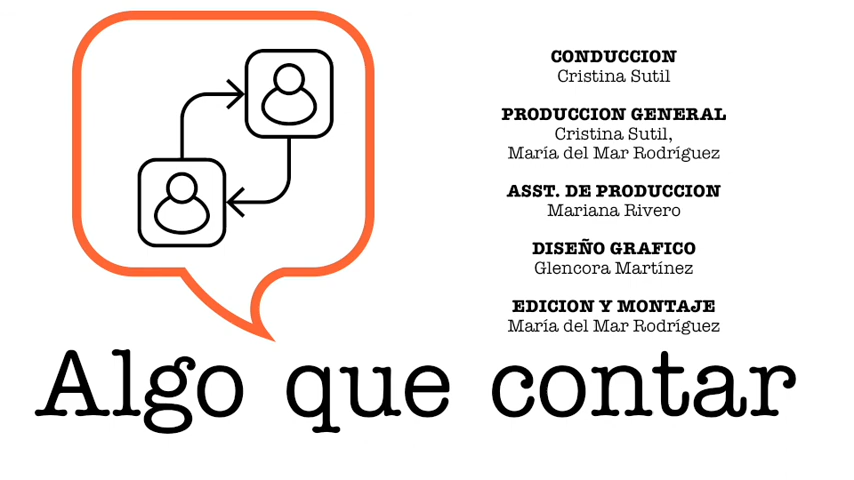 CONDUCCION
Cristina Sutil
PRODUCCION GENERAL
Cristina Sutil,
María del Mar Rodríguez
ASST. DE PRODUCCION
Mariana Rivero
DISEÑO GRAFICO
Glencora Martínez
EDICION Y MONTAJE
María del Mar Rodríguez
Algo que contar